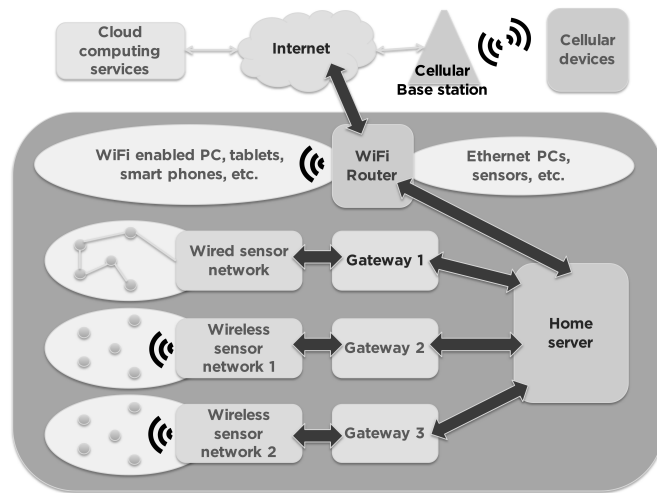 Cloud
computing
services
Internet
Cellular
Base station
Cellular
devices
WiFi enabled PC, tablets,
smart phones, etc.
WiFi
Router
Ethernet PCs,
sensors, etc.
Wired sensor
network
Gateway 1
Wireless
sensor
network 1
Gateway 2
Home
server
Wireless
sensor
network 2
Gateway 3